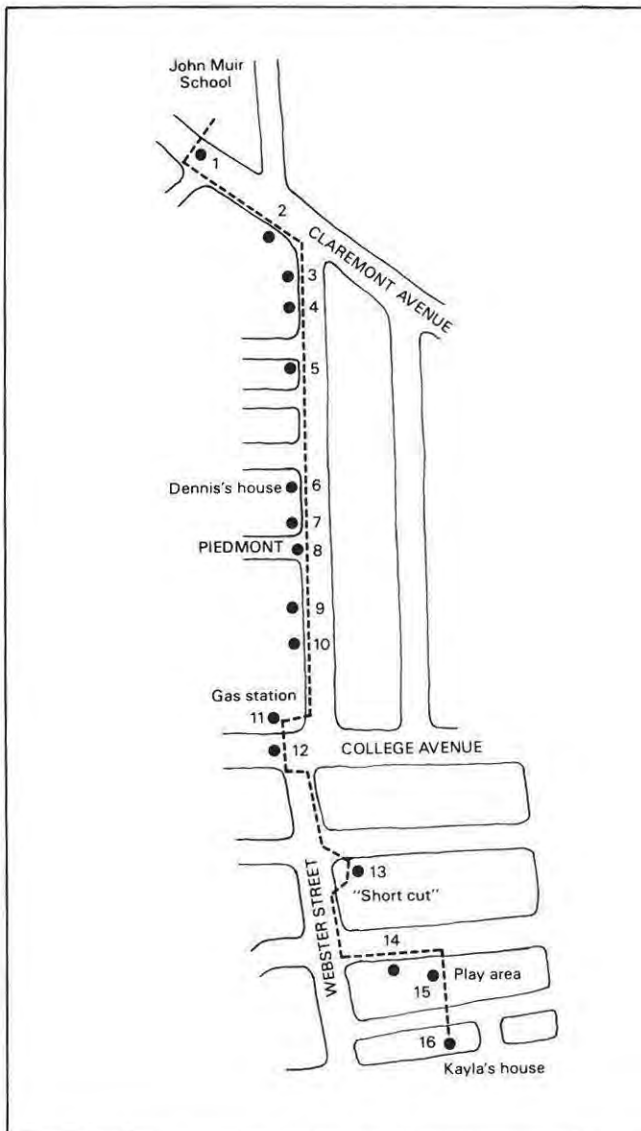 John Muir
School
1
2
CLAREMONT AVENUE
3
4
5
Dennis's house
6
7
PIEDMONT
8
9
10
Gas station
11
12
COLLEGE AVENUE
13
"Short cut"
WEBSTER STREET
14
Play area
15
16
Kayla's house